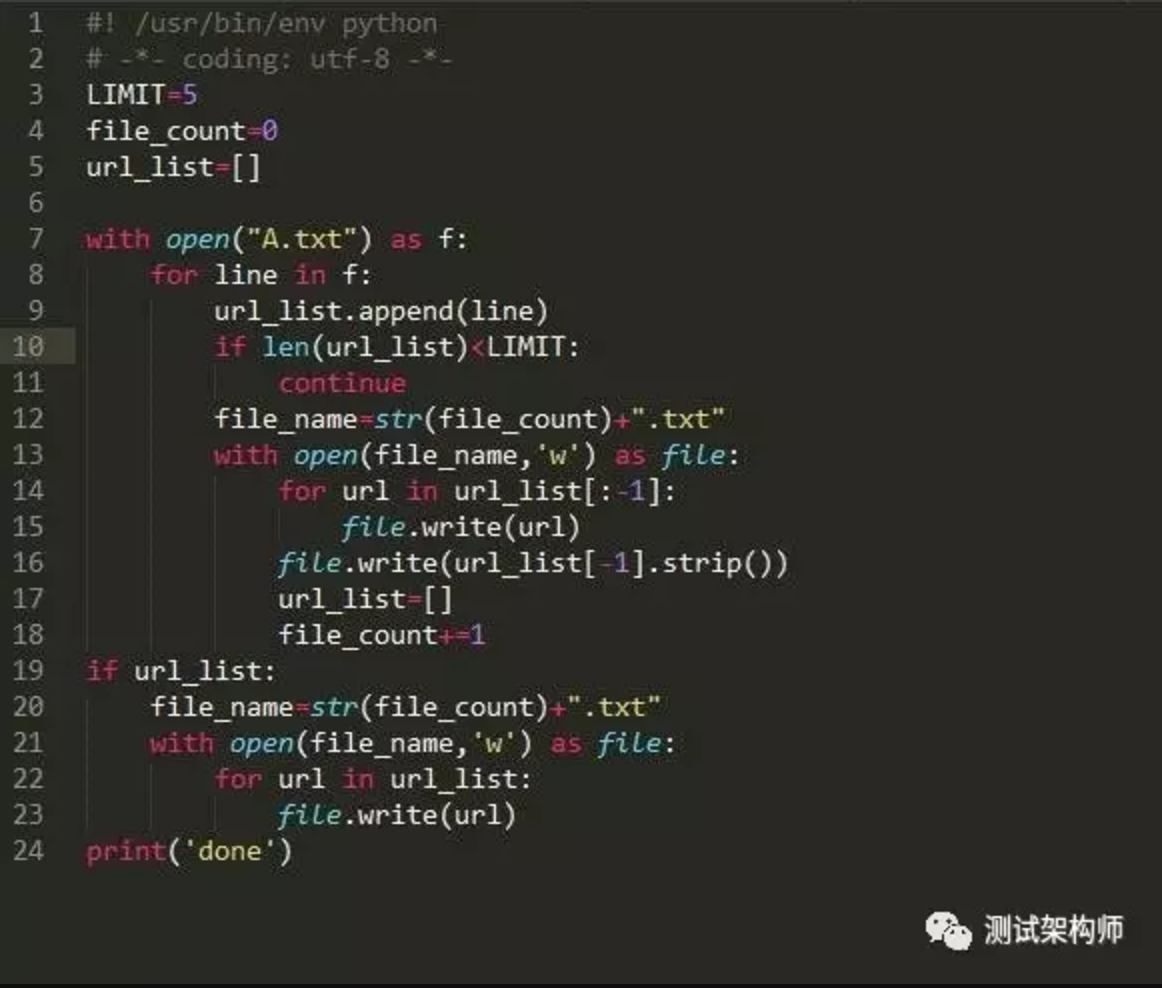 1 #! /usr/bin/env python
2 # -*- coding: utf-8 -*-
3 LIMIT=5
4 file_count=0
5 url_list=[]
6
7 with open("A.txt") as f:
8     for line in f:
9         url_list.append(line)
10         if len(url_list)<LIMIT:
11             continue
12         file_name=str(file_count)+".txt"
13         with open(file_name,'w') as file:
14             for url in url_list[:-1]:
15                 file.write(url)
16             file.write(url_list[-1].strip())
17             url_list=[]
18             file_count+=1
19 if url_list:
20     file_name=str(file_count)+".txt"
21     with open(file_name,'w') as file:
22         for url in url_list:
23             file.write(url)
24 print('done')
测试架构师